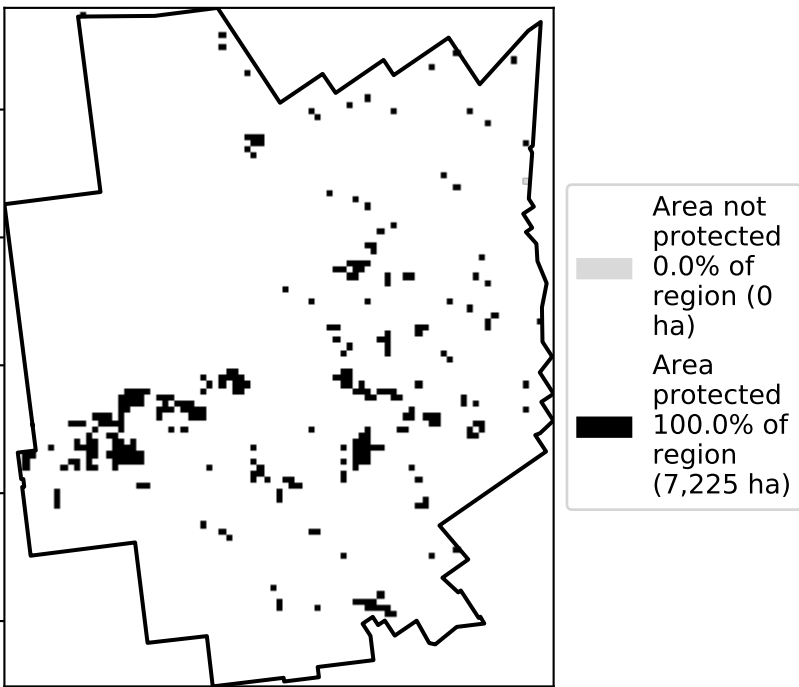 Area not
protected
0.0% of
region (0
ha)
Area
protected
100.0% of
region
(7,225 ha)